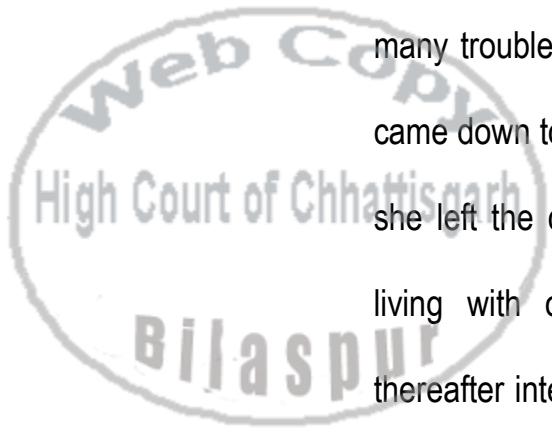 Web Copy
High Court of Chhattisgarh
Bilaspur
many trouble
came down to
she left the
living with
thereafter inte